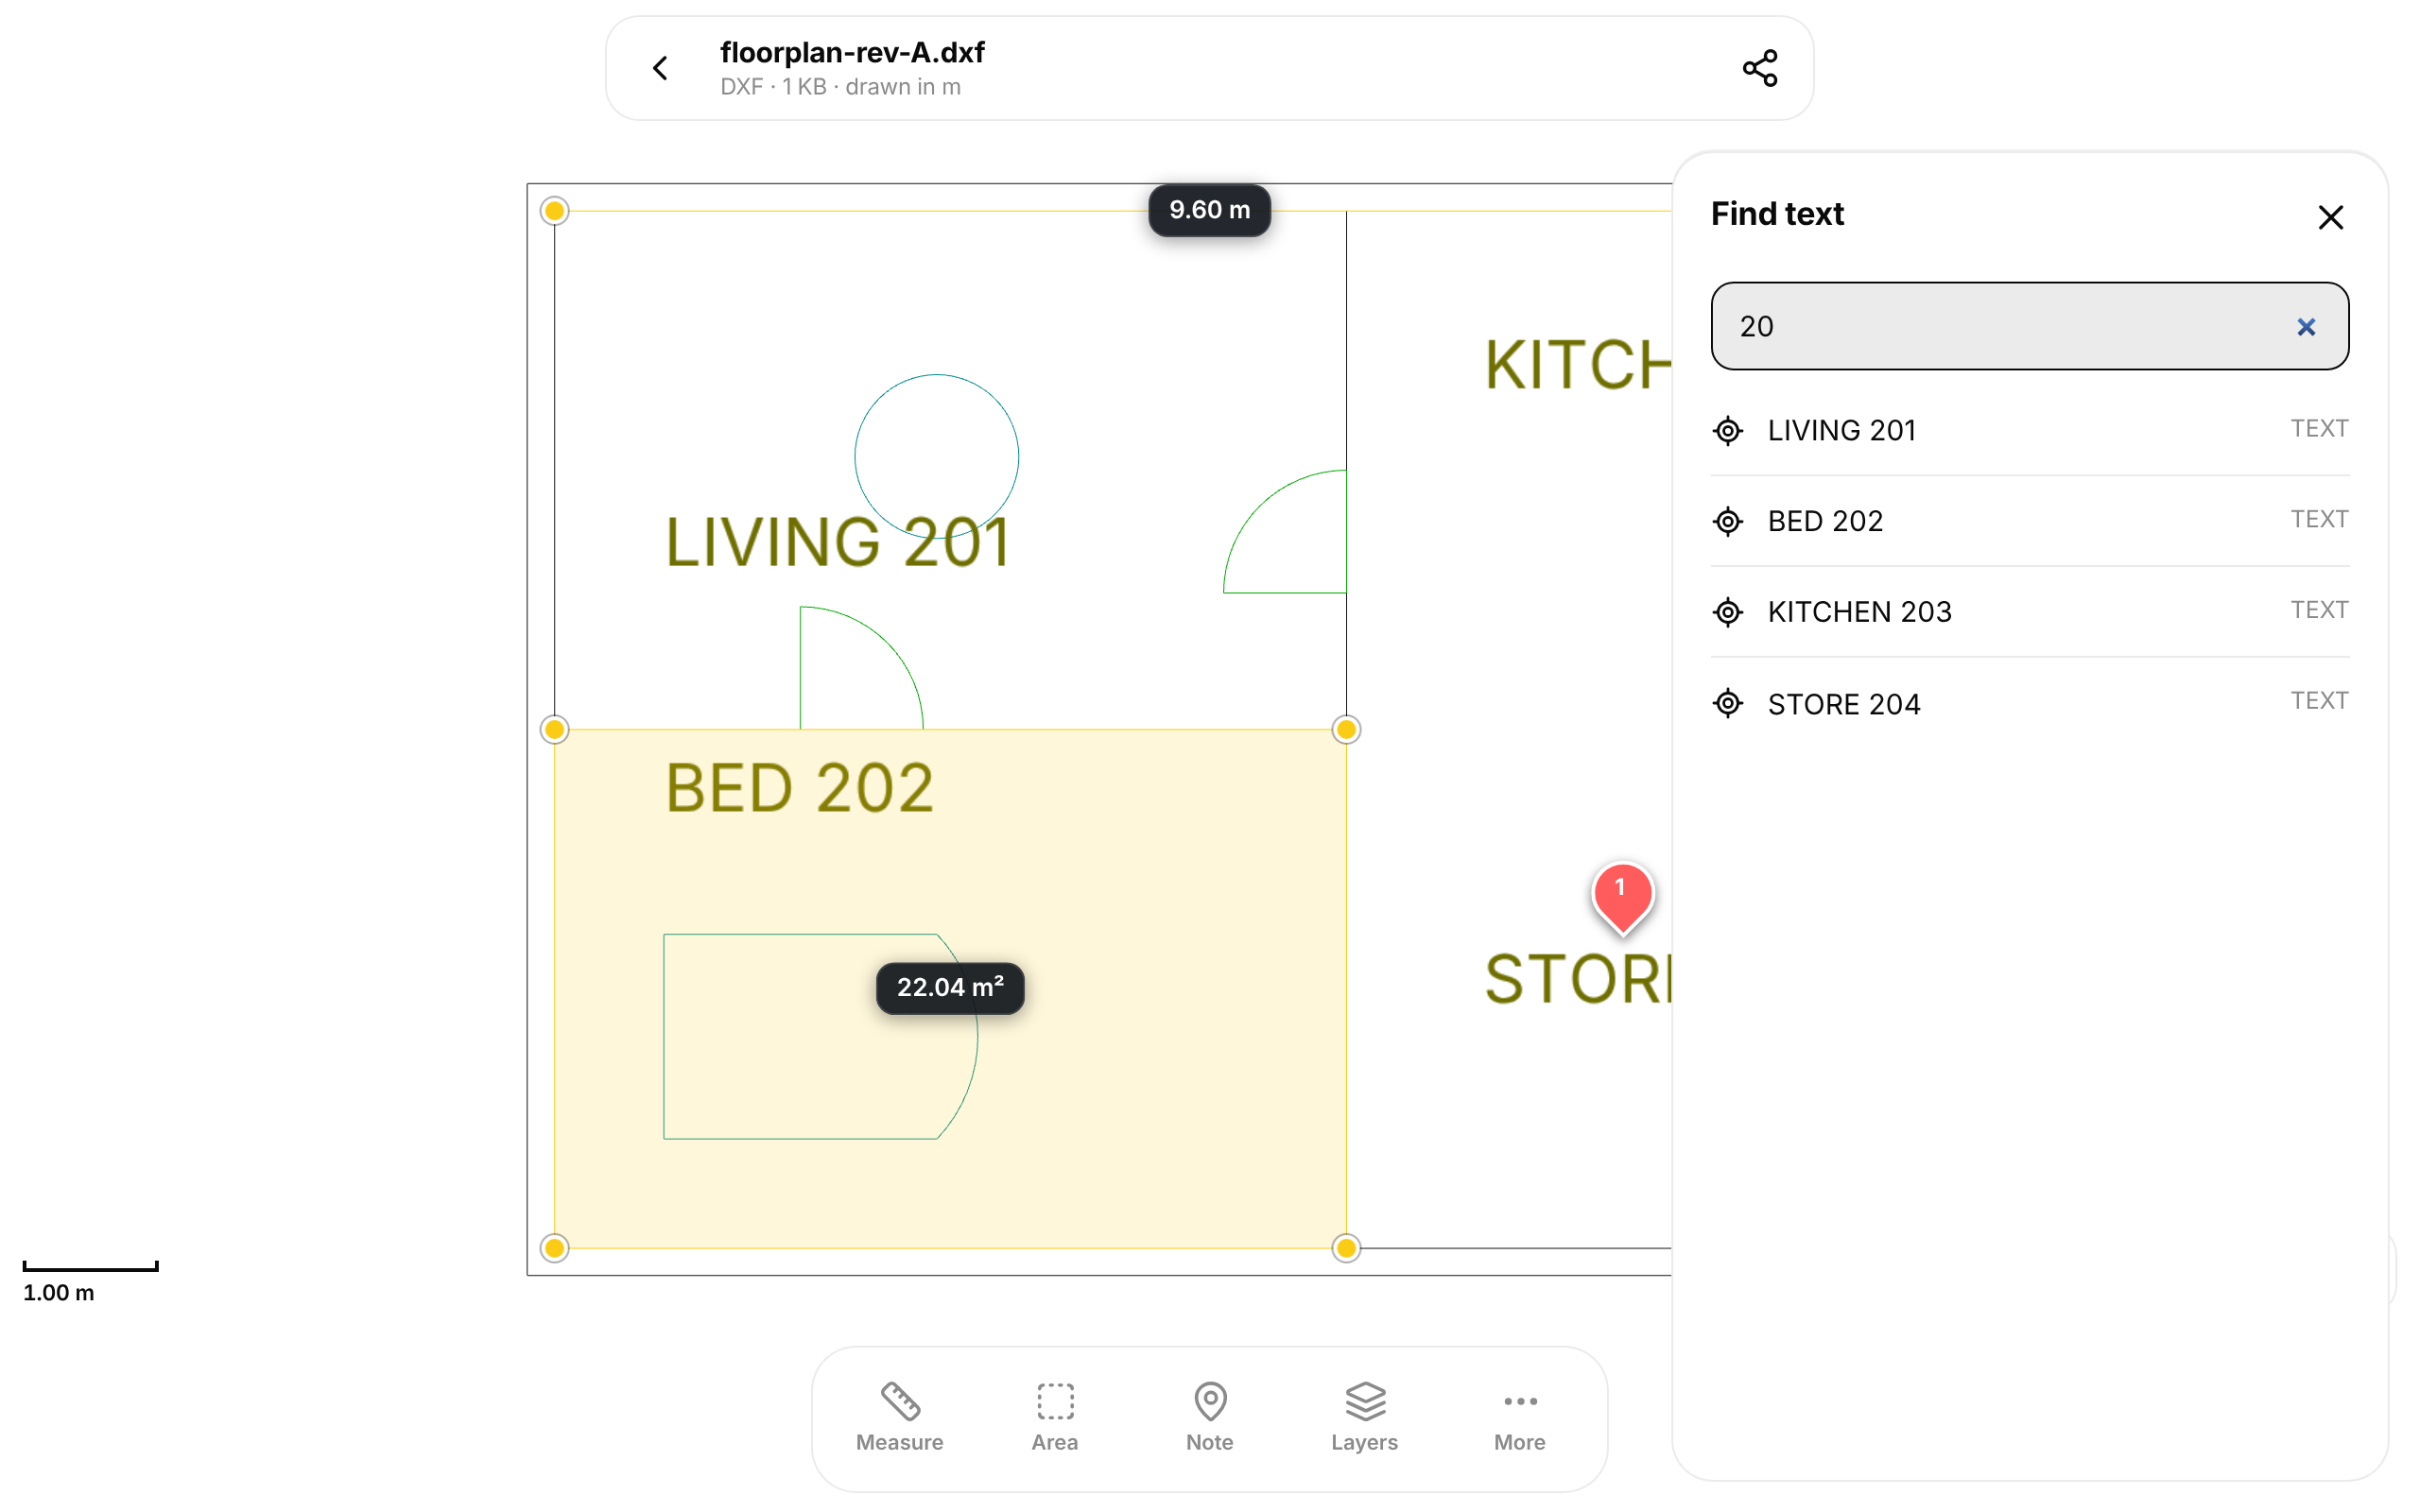 floorplan-rev-A.dxf
DXF · 1 KB · drawn in m
9.60 m
KITCH
LIVING 201
BED 202
22.04 m²
1
STOR
1.00 m
Find text
20
LIVING 201 TEXT
BED 202 TEXT
KITCHEN 203 TEXT
STORE 204 TEXT
Measure
Area
Note
Layers
More